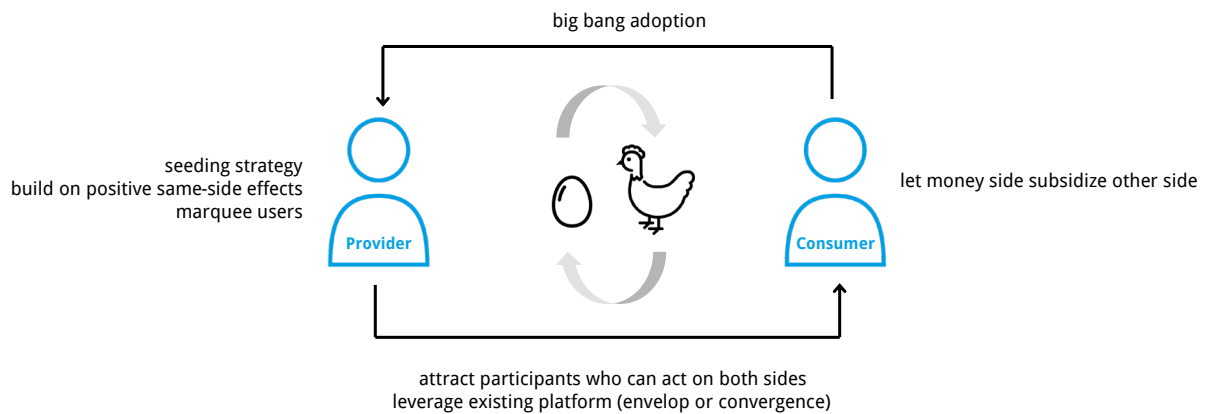 big bang adoption
seeding strategy
build on positive same-side effects
marquee users
Provider
Consumer
let money side subsidize other side
attract participants who can act on both sides
leverage existing platform (envelop or convergence)